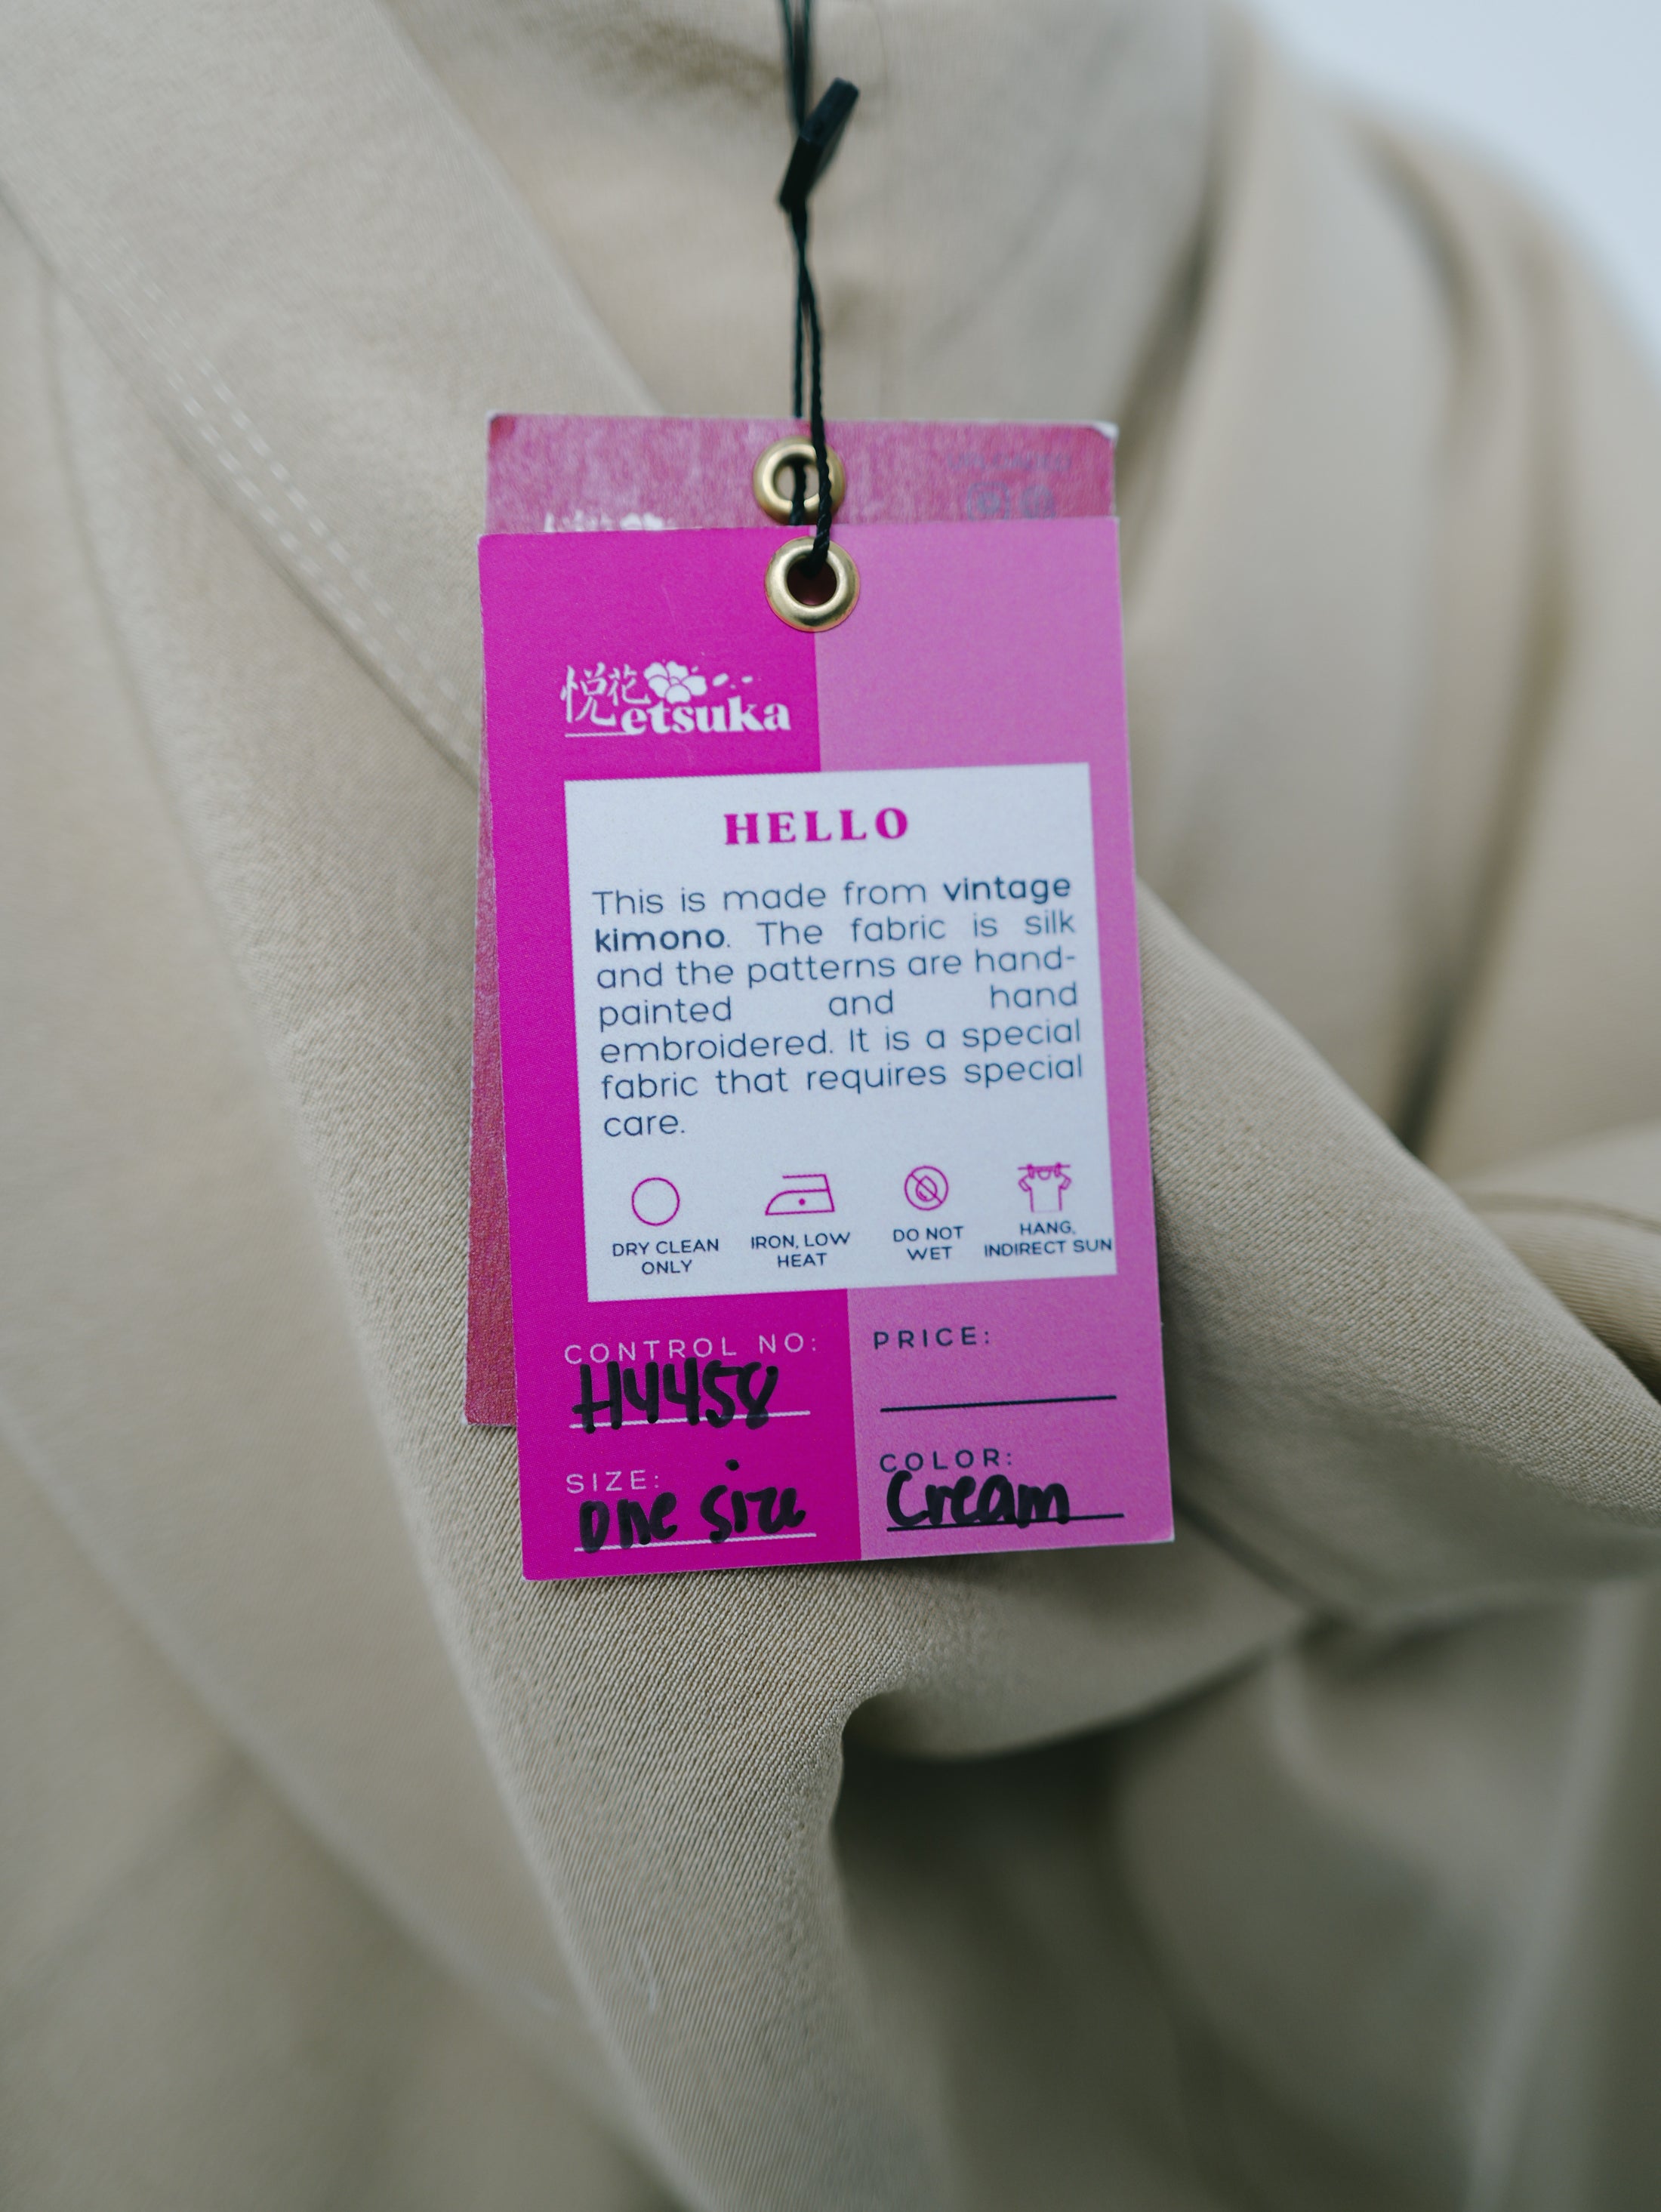 悦花
etsuka
HELLO
This is made from vintage
kimono. The fabric is silk
and the patterns are hand-
painted and hand
embroidered. It is a special
fabric that requires special
care.
DRY CLEAN
ONLY
IRON, LOW
HEAT
DO NOT
WET
HANG,
INDIRECT SUN
CONTROL NO:
H4458
PRICE:
SIZE:
one size
COLOR:
Cream